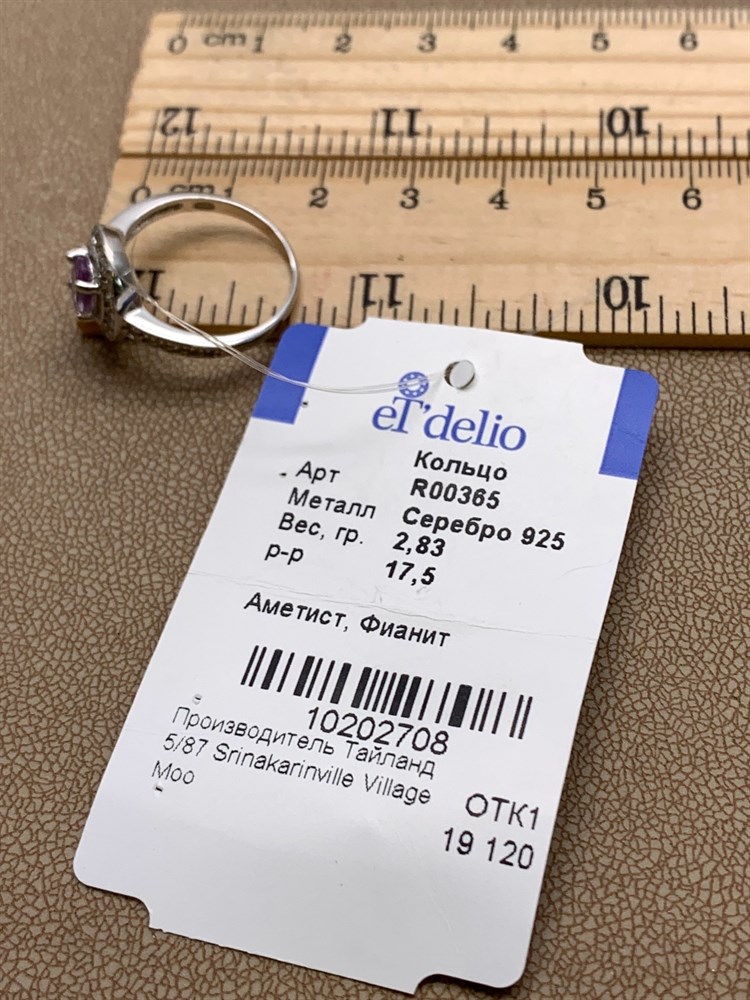 0 cm 1 2 3 4 5 6
12 11 10
0 cm 1 2 3 4 5 6
11 10
eT'delio
Кольцо
Арт R00365
Металл Серебро 925
Вес, гр. 2,83
р-р 17,5
Аметист, Фианит
10202708
Производитель Тайланд
5/87 Srinakarinville Village
Moo
ОТК1
19 120